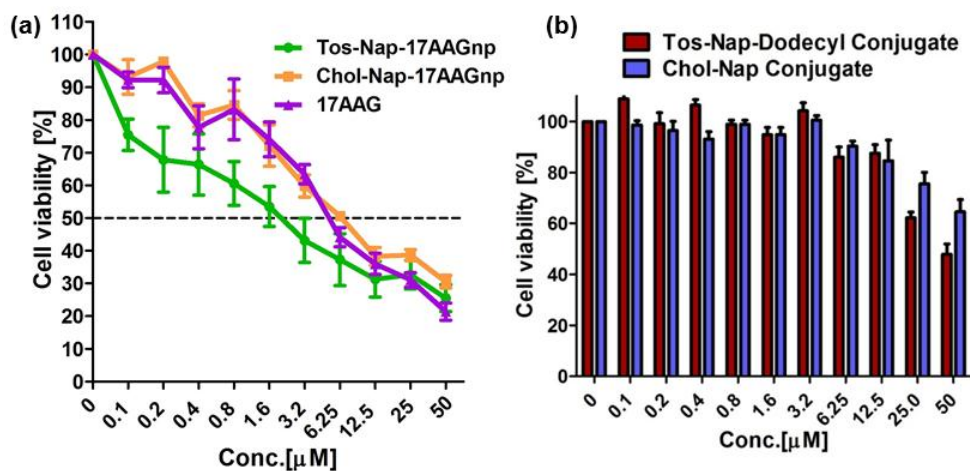 (a)
110
100
90
80
70
60
50
40
30
20
10
0
Cell viability [%]
Tos-Nap-17AAGnp
Chol-Nap-17AAGnp
17AAG
0 0.1 0.2 0.4 0.8 1.6 3.2 6.25 12.5 25 50
Conc.[μM]
(b)
Tos-Nap-Dodecyl Conjugate
Chol-Nap Conjugate
100
80
60
40
20
0
Cell viability [%]
0 0.1 0.2 0.4 0.8 1.6 3.2 6.25 12.5 25.0 50
Conc.[μM]